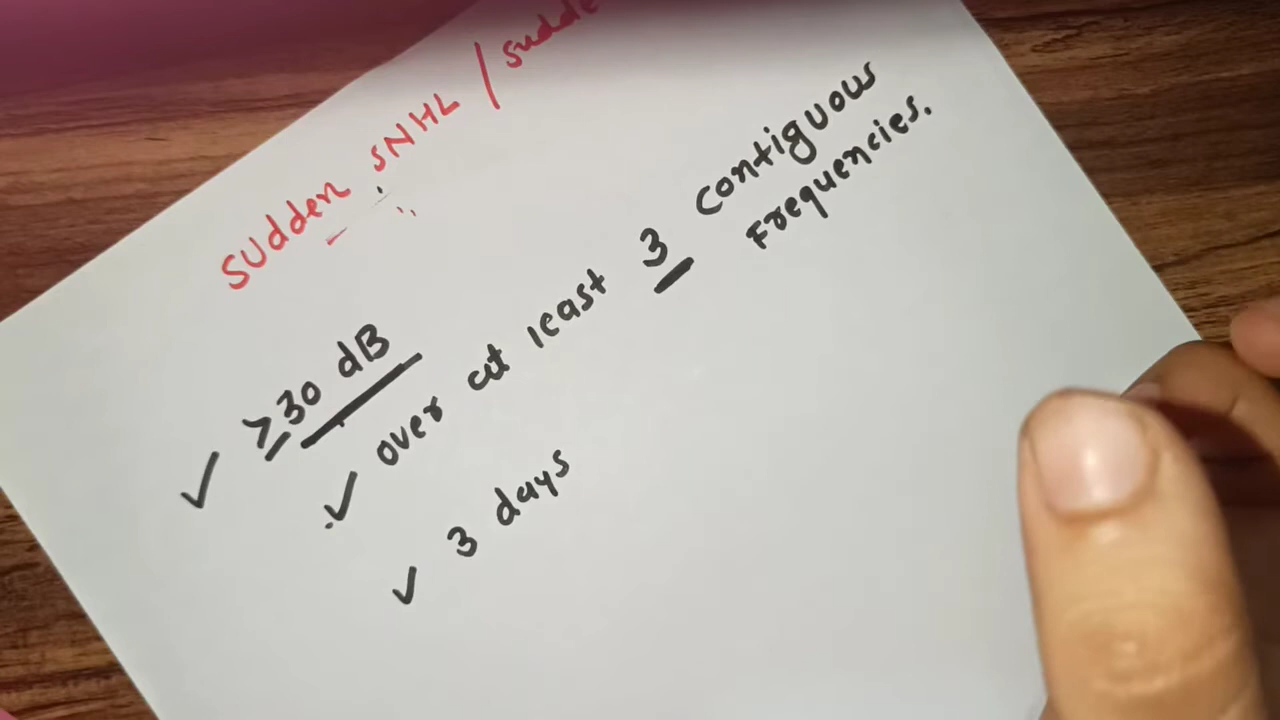 Sudden SNHL / sudde
✓ ≥30 dB
✓ over at least 3 contiguous
Frequencies.
✓ 3 days